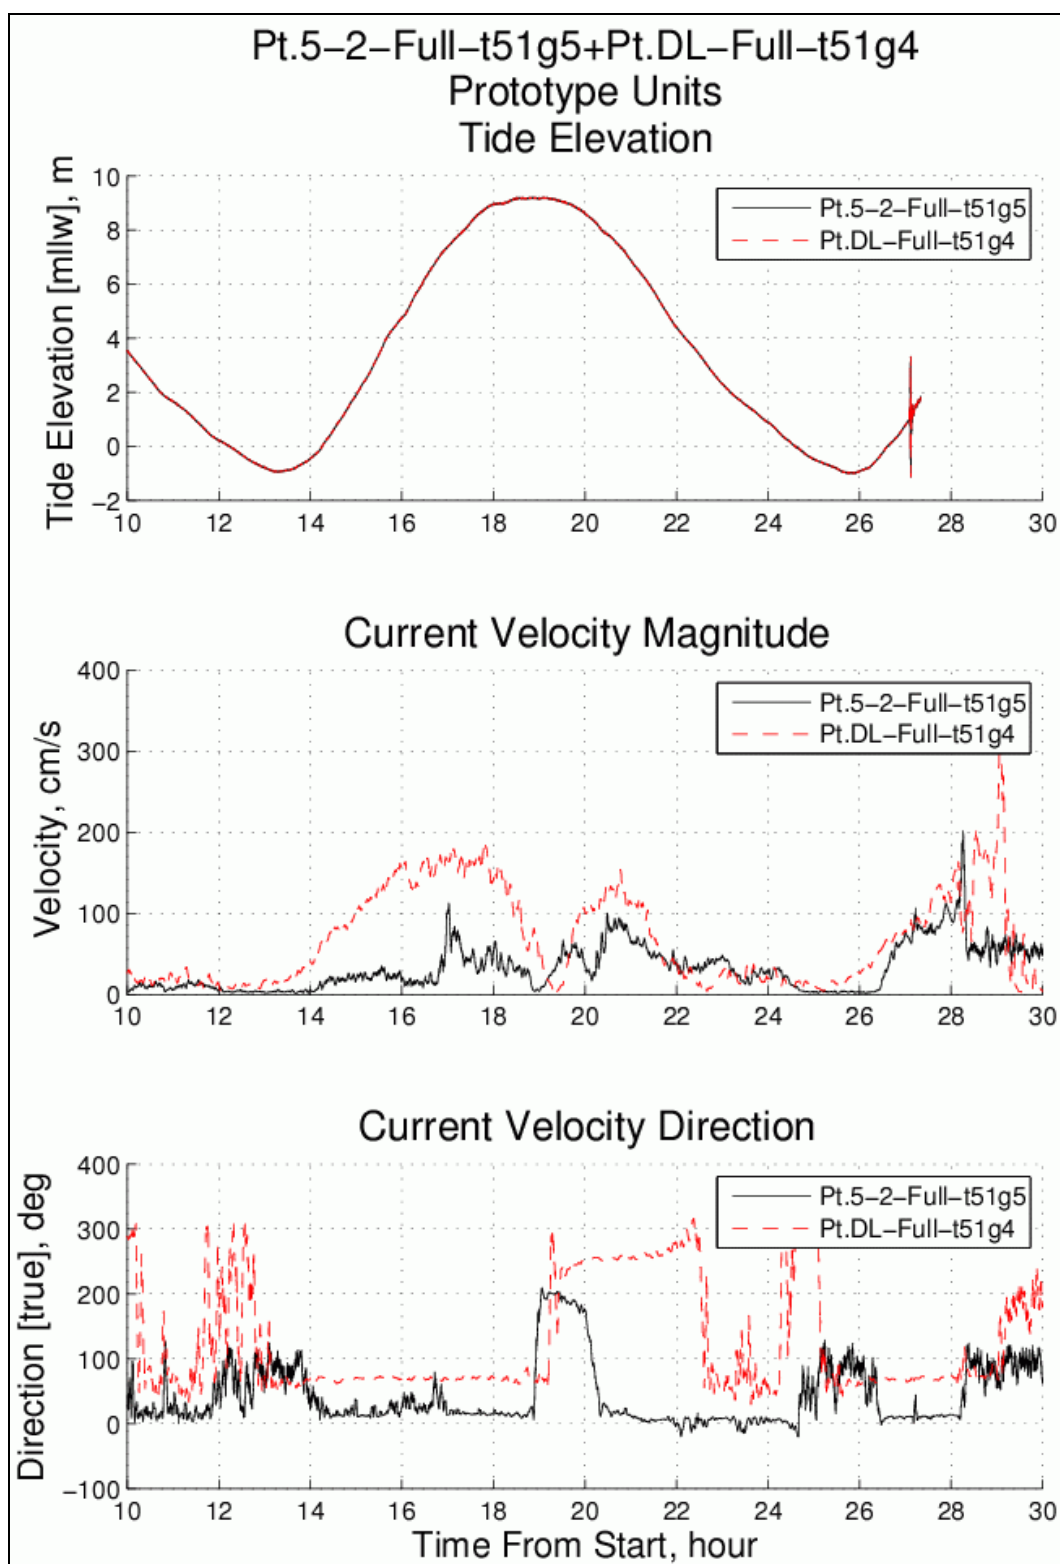 Pt.5−2−Full−t51g5+Pt.DL−Full−t51g4
Prototype Units
Tide Elevation
Tide Elevation [mllw], m
10
8
6
4
2
0
−2
Pt.5−2−Full−t51g5
Pt.DL−Full−t51g4
10 12 14 16 18 20 22 24 26 28 30
Current Velocity Magnitude
Velocity, cm/s
400
300
200
100
0
Pt.5−2−Full−t51g5
Pt.DL−Full−t51g4
10 12 14 16 18 20 22 24 26 28 30
Current Velocity Direction
Direction [true], deg
400
300
200
100
0
−100
Pt.5−2−Full−t51g5
Pt.DL−Full−t51g4
10 12 14 16 18 20 22 24 26 28 30
Time From Start, hour